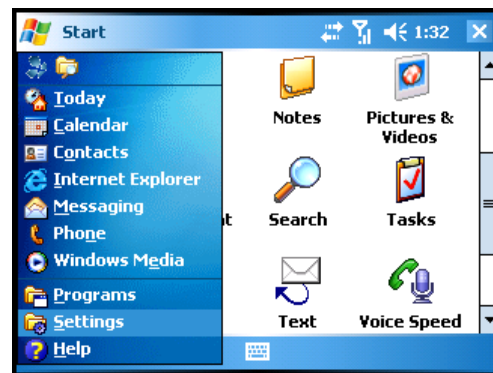 Start
1:32
Today
Calendar
Contacts
Internet Explorer
Messaging
Phone
Windows Media
Programs
Settings
Help
Notes
Pictures &
Videos
t
Search
Tasks
Text
Voice Speed